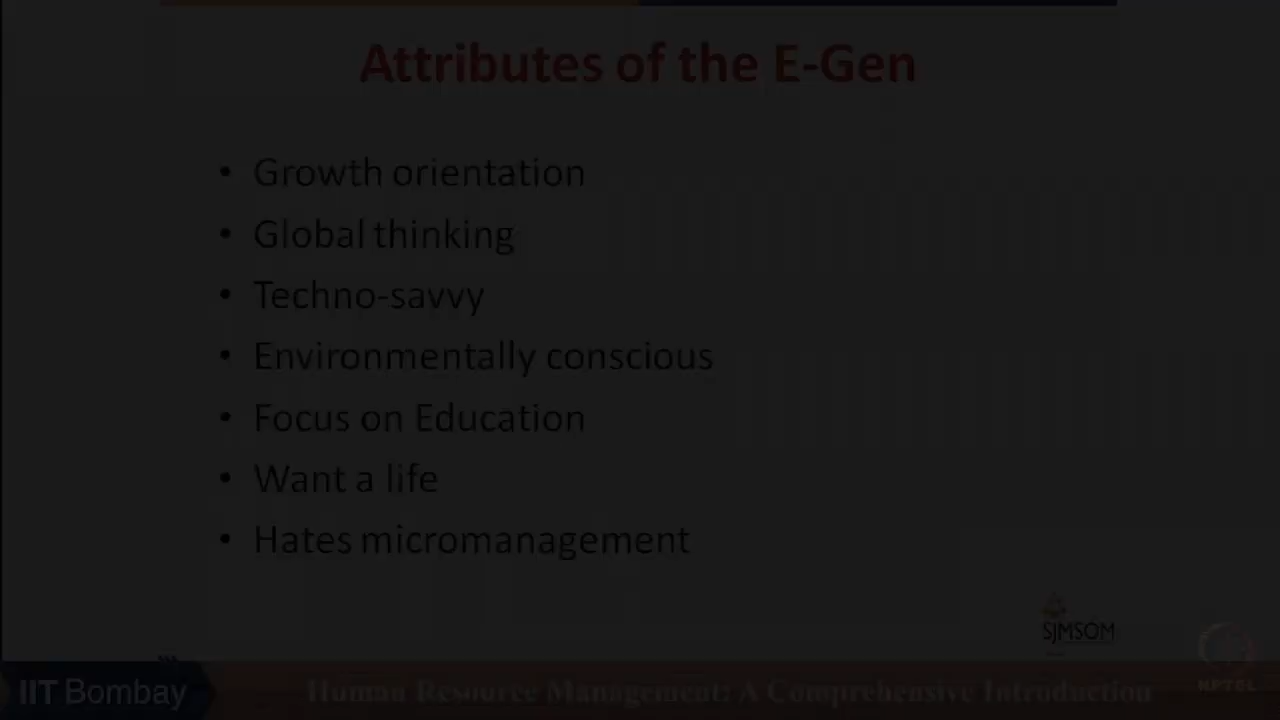 Attributes of the E-Gen
• Growth orientation
• Global thinking
• Techno-savvy
• Environmentally conscious
• Focus on Education
• Want a life
• Hates micromanagement
SJMSOM
NPTEL
IIT Bombay
Human Resource Management: A Comprehensive Introduction